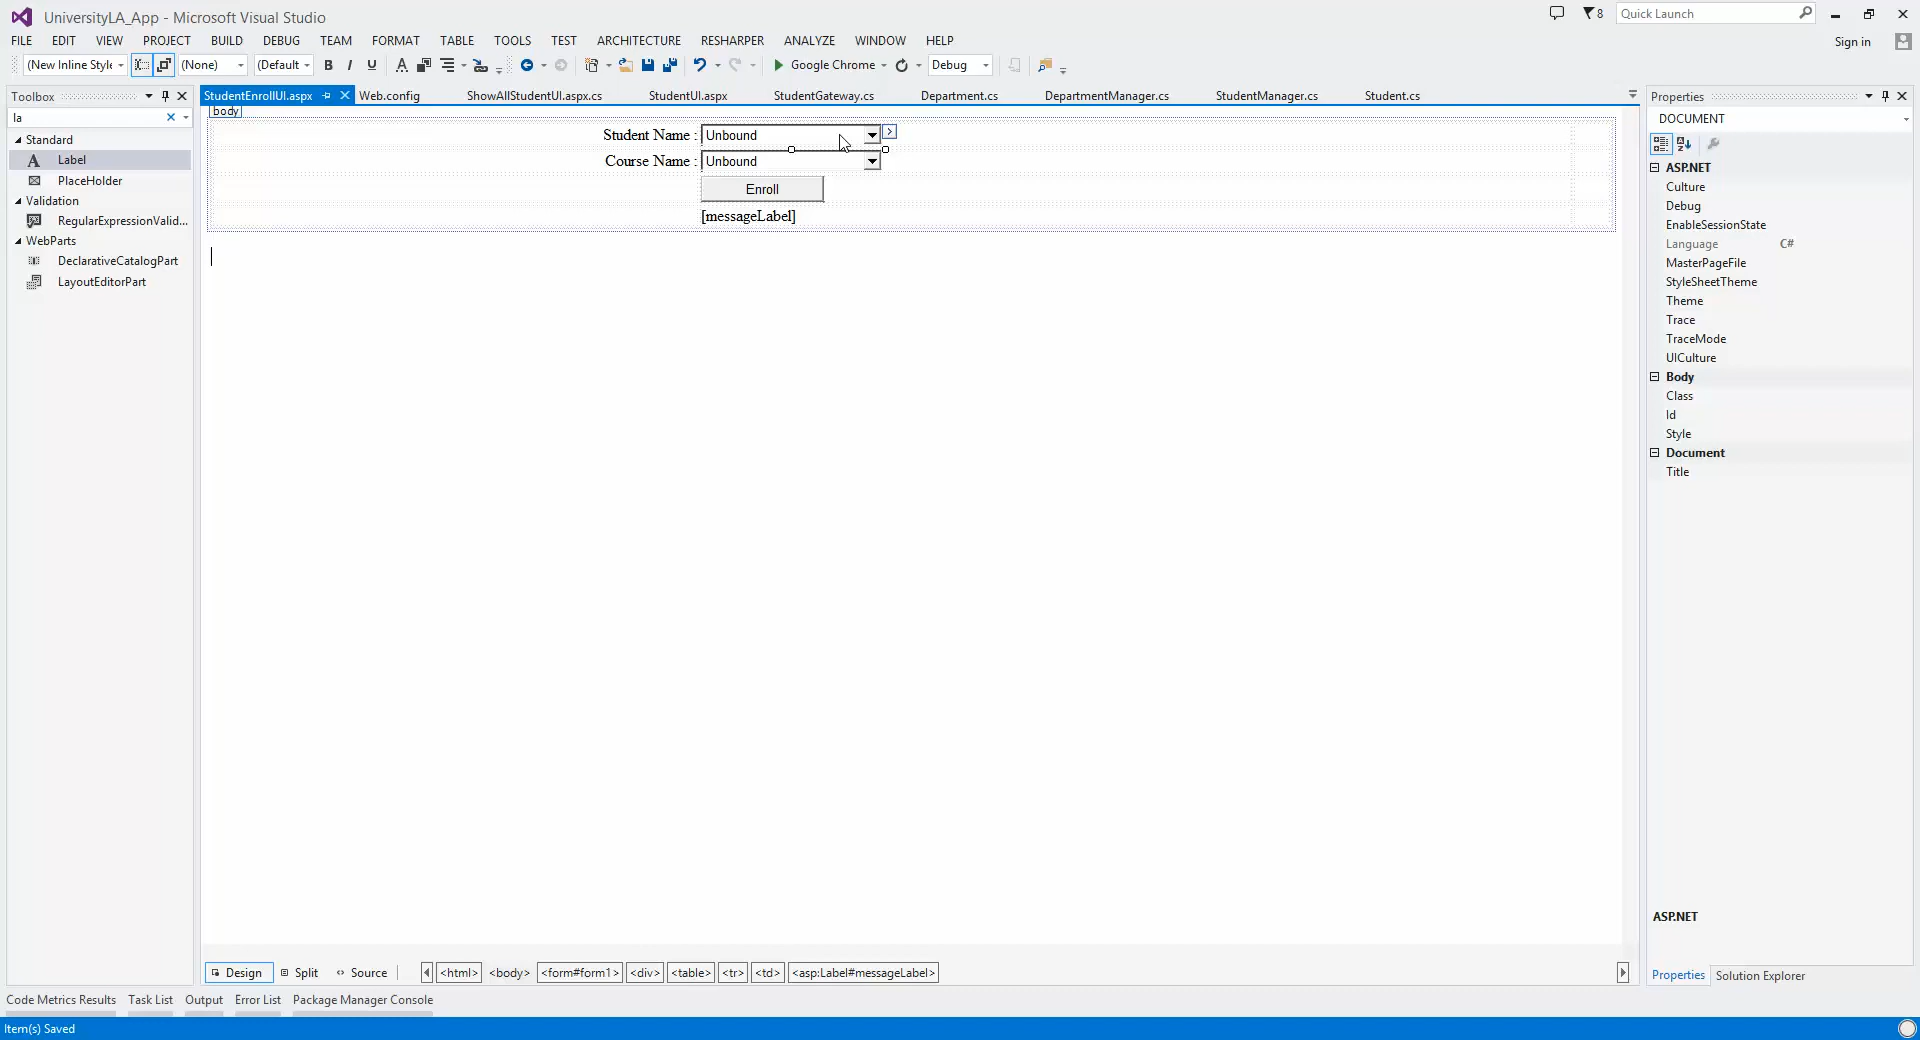 UniversityLA_App - Microsoft Visual Studio
8
Quick Launch
FILE EDIT VIEW PROJECT BUILD DEBUG TEAM FORMAT TABLE TOOLS TEST ARCHITECTURE RESHARPER ANALYZE WINDOW HELP
Sign in
(New Inline Style (None) (Default B I U A Google Chrome Debug
Toolbox
la
Standard
A Label
PlaceHolder
Validation
RegularExpressionValid...
WebParts
DeclarativeCatalogPart
LayoutEditorPart
StudentEnrollUI.aspx Web.config ShowAllStudentUI.aspx.cs StudentUI.aspx StudentGateway.cs Department.cs DepartmentManager.cs StudentManager.cs Student.cs
body
Student Name : Unbound
Course Name : Unbound
Enroll
[messageLabel]
Properties
DOCUMENT
ASP.NET
Culture
Debug
EnableSessionState
Language C#
MasterPageFile
StyleSheetTheme
Theme
Trace
TraceMode
UICulture
Body
Class
Id
Style
Document
Title
ASP.NET
Design Split Source <html> <body> <form#form1> <div> <table> <tr> <td> <asp:Label#messageLabel>
Properties Solution Explorer
Code Metrics Results Task List Output Error List Package Manager Console
Item(s) Saved